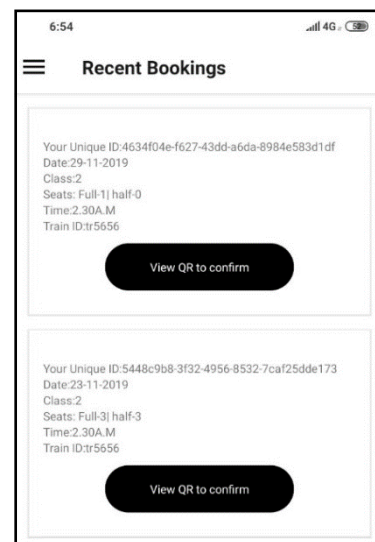 6:54
4G
Recent Bookings
Your Unique ID:4634f04e-f627-43dd-a6da-8984e583d1df
Date:29-11-2019
Class:2
Seats: Full-1| half-0
Time:2.30A.M
Train ID:tr5656
View QR to confirm
Your Unique ID:5448c9b8-3f32-4956-8532-7caf25dde173
Date:23-11-2019
Class:2
Seats: Full-3| half-3
Time:2.30A.M
Train ID:tr5656
View QR to confirm